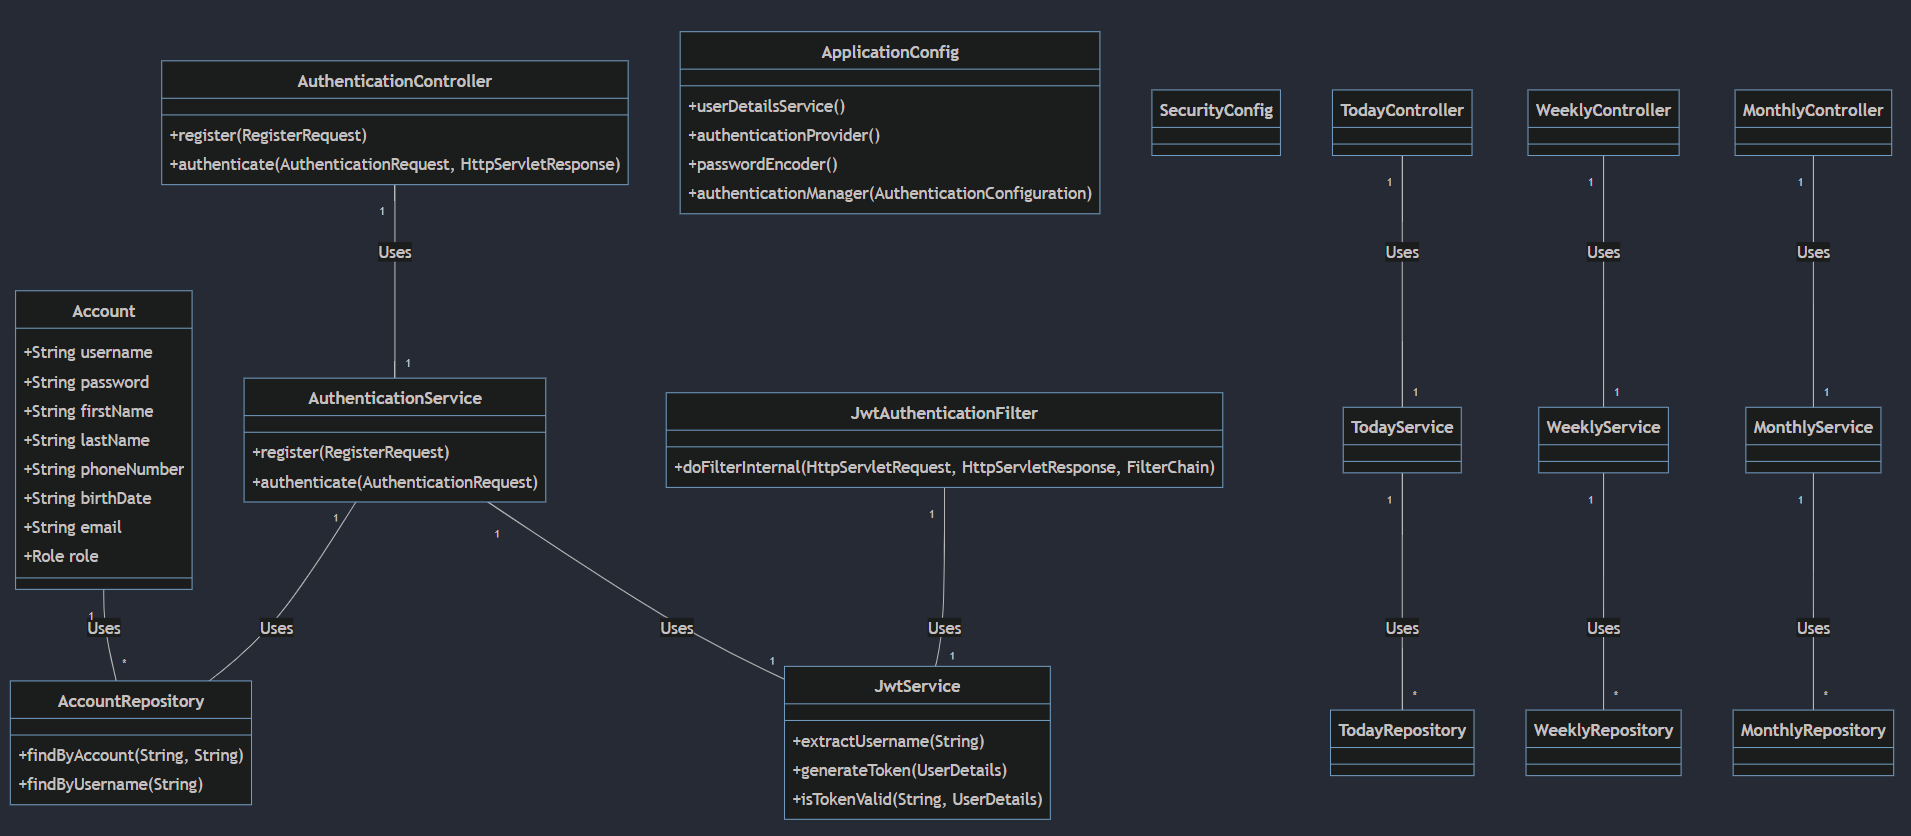 AuthenticationController
+register(RegisterRequest)
+authenticate(AuthenticationRequest, HttpServletResponse)
ApplicationConfig
+userDetailsService()
+authenticationProvider()
+passwordEncoder()
+authenticationManager(AuthenticationConfiguration)
SecurityConfig
TodayController
WeeklyController
MonthlyController
1
1
1
1
Uses
Uses
Uses
Uses
1
1
1
1
Account
+String username
+String password
+String firstName
+String lastName
+String phoneNumber
+String birthDate
+String email
+Role role
AuthenticationService
+register(RegisterRequest)
+authenticate(AuthenticationRequest)
JwtAuthenticationFilter
+doFilterInternal(HttpServletRequest, HttpServletResponse, FilterChain)
TodayService
WeeklyService
MonthlyService
1
1
1
1
1
1
1
Uses
Uses
Uses
Uses
Uses
Uses
Uses
*
1
1
*
*
*
AccountRepository
+findByAccount(String, String)
+findByUsername(String)
JwtService
+extractUsername(String)
+generateToken(UserDetails)
+isTokenValid(String, UserDetails)
TodayRepository
WeeklyRepository
MonthlyRepository